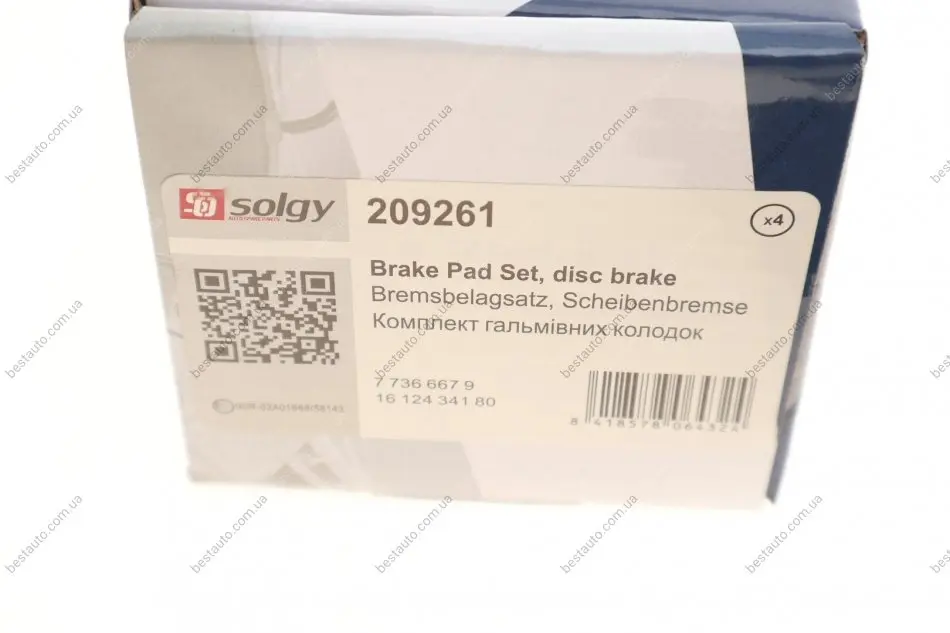 solgy
209261
x4
Brake Pad Set, disc brake
Bremsbelagsatz, Scheibenbremse
Комплект гальмівних колодок
7 736 667 9
16 124 341 80
8 418578 064324
bestauto.com.ua